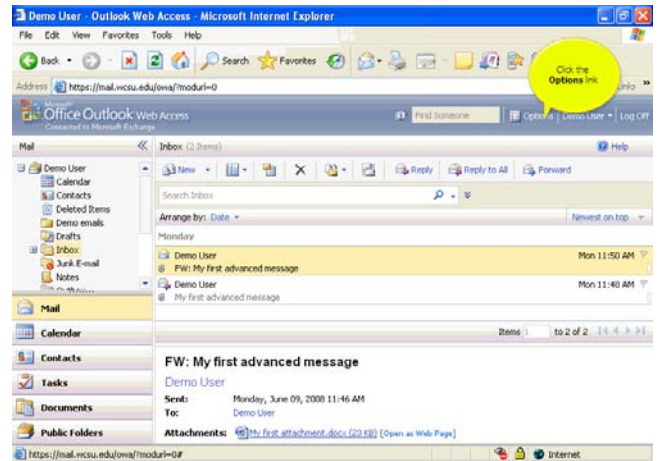 Demo User - Outlook Web Access - Microsoft Internet Explorer
File Edit View Favorites Tools Help
Back Search Favorites
Click the
Options link
Address https://mail.wcsu.edu/owa/?modurl=0 Links
Microsoft
Office Outlook Web Access
Connected to Microsoft Exchange
Find Someone Options Demo User Log Off
Mail Inbox (2 Items) Help
Demo User
Calendar
Contacts
Deleted Items
Demo emails
Drafts
Inbox
Junk E-mail
Notes
New Reply Reply to All Forward
Search Inbox
Arrange by: Date Newest on top
Monday
Demo User Mon 11:50 AM
FW: My first advanced message
Demo User Mon 11:48 AM
My first advanced message
Items 1 to 2 of 2
Mail
Calendar
Contacts
Tasks
Documents
Public Folders
FW: My first advanced message
Demo User
Sent: Monday, June 09, 2008 11:46 AM
To: Demo User
Attachments: My first attachment.docx (23 KB) [Open as Web Page]
https://mail.wcsu.edu/owa/?modurl=0# Internet